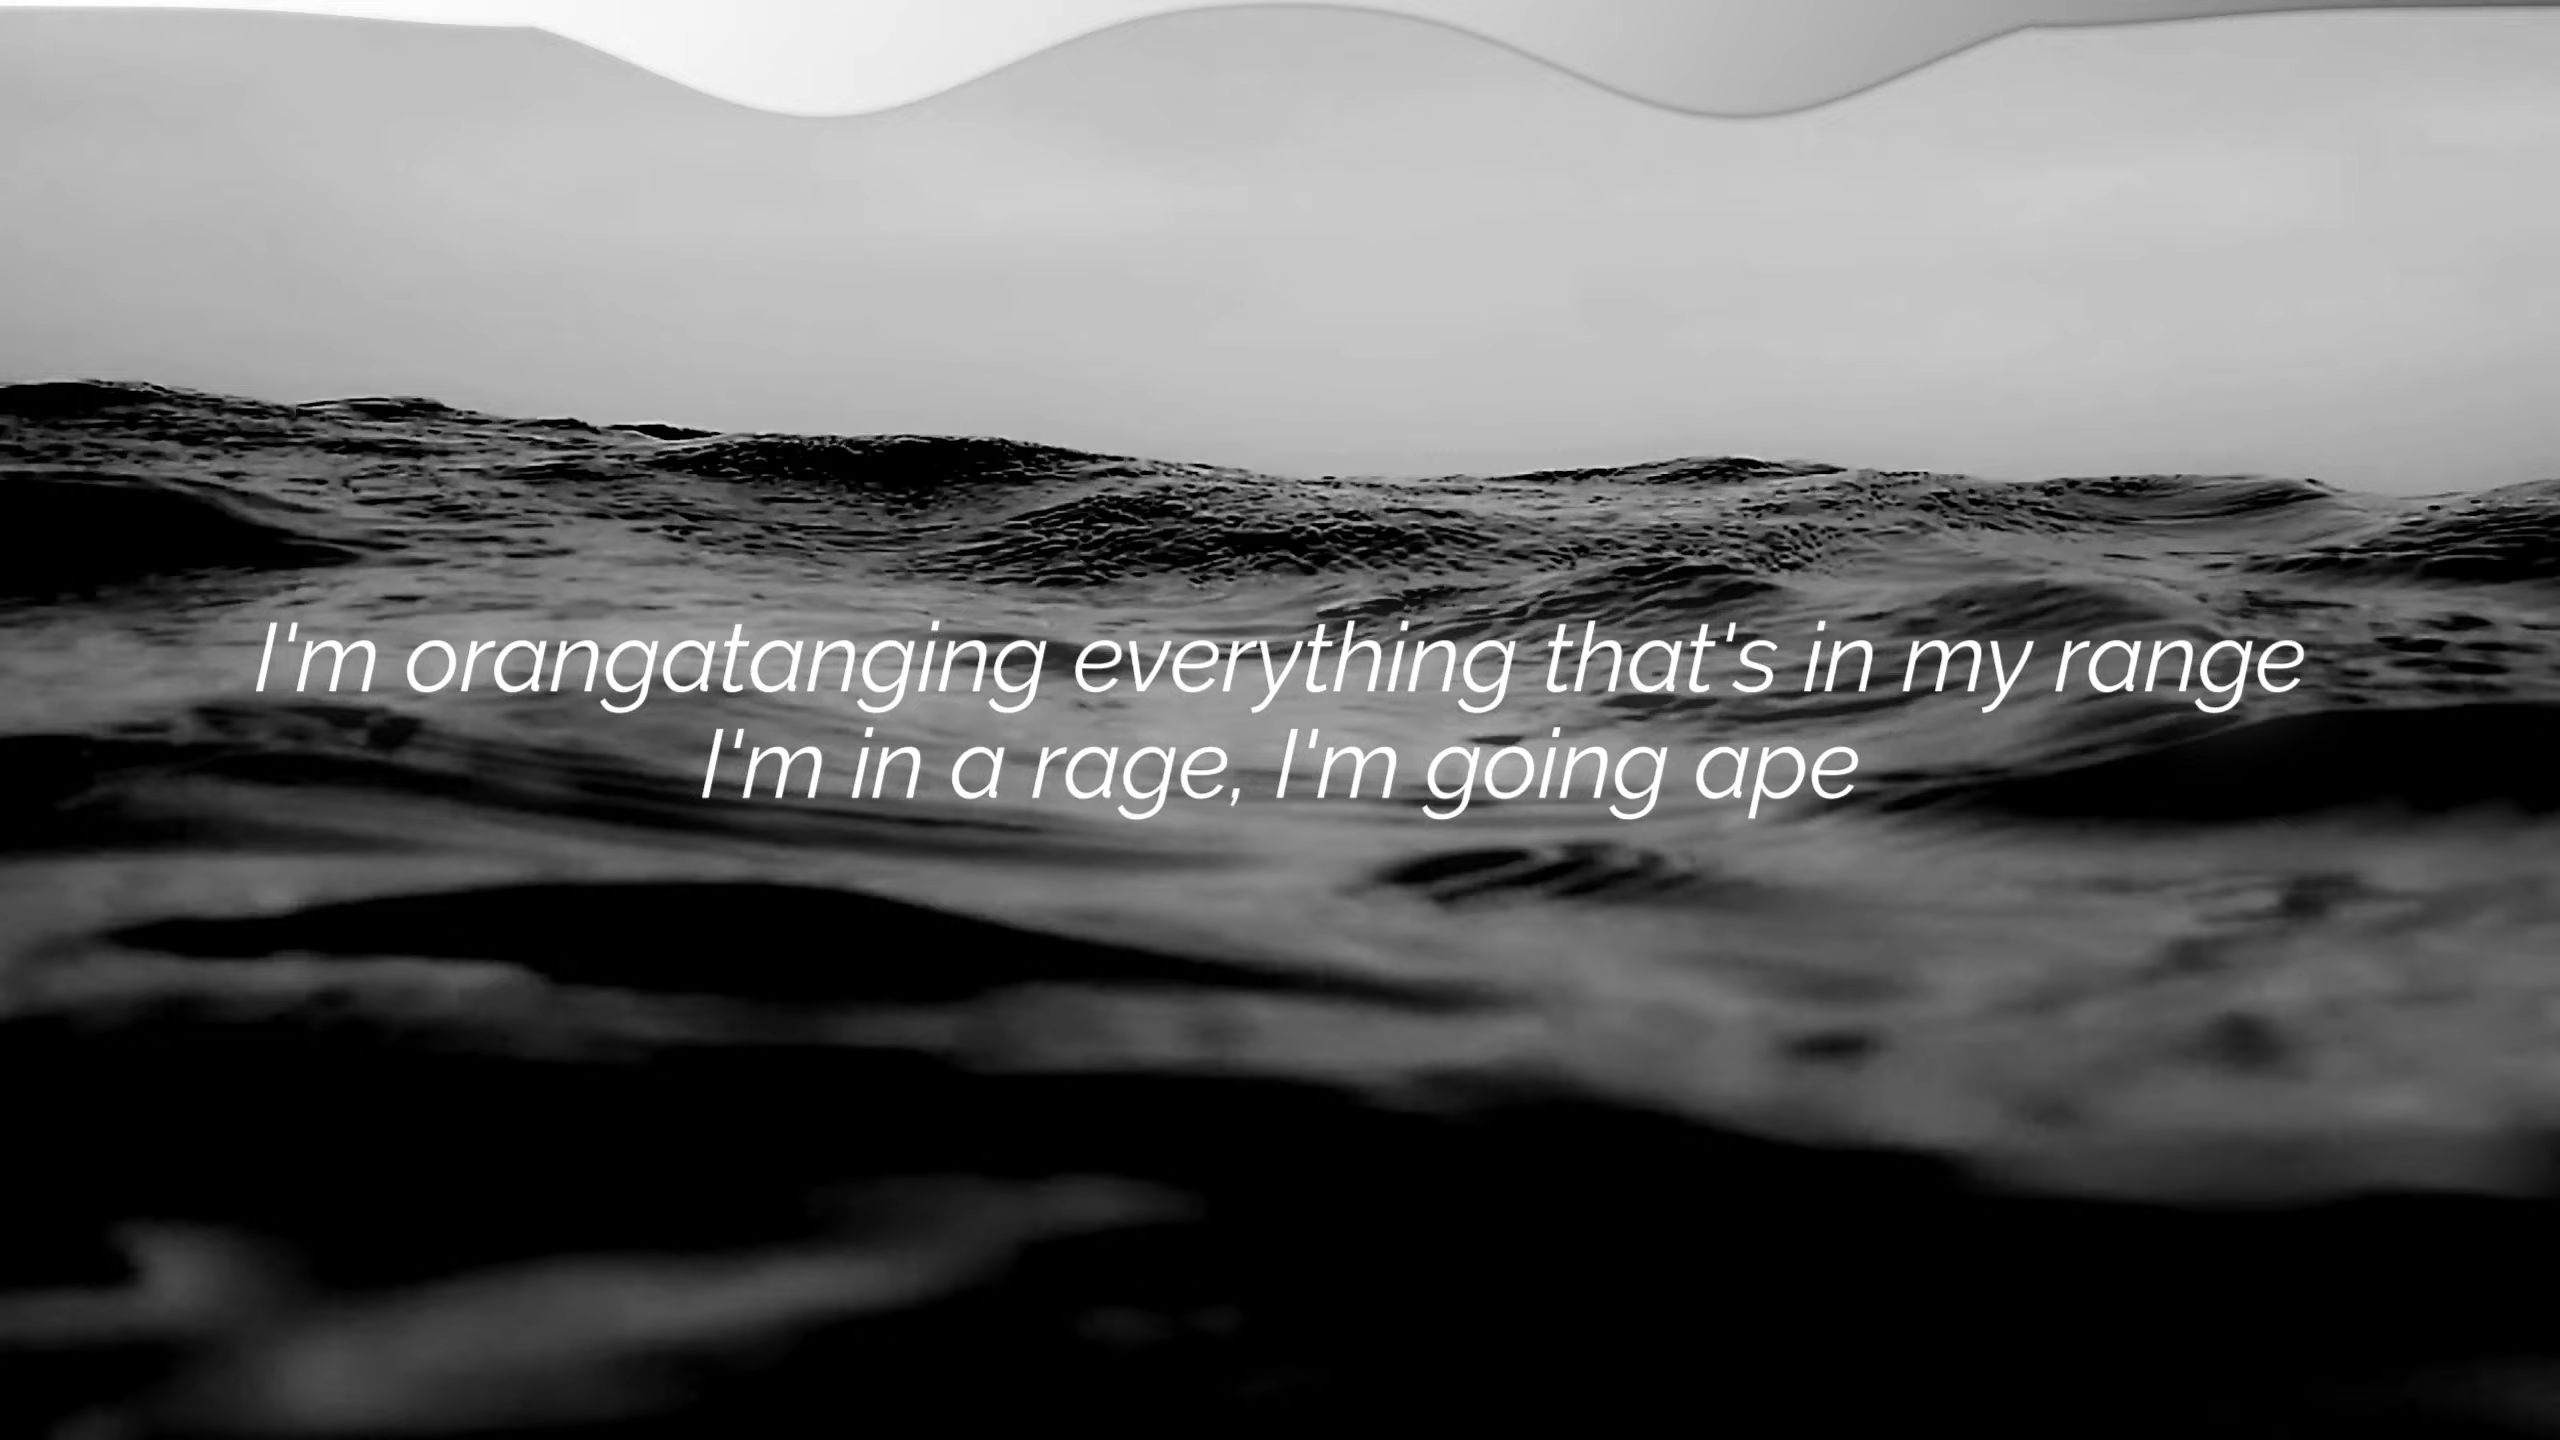 I'm orangatanging everything that's in my range
I'm in a rage, I'm going ape